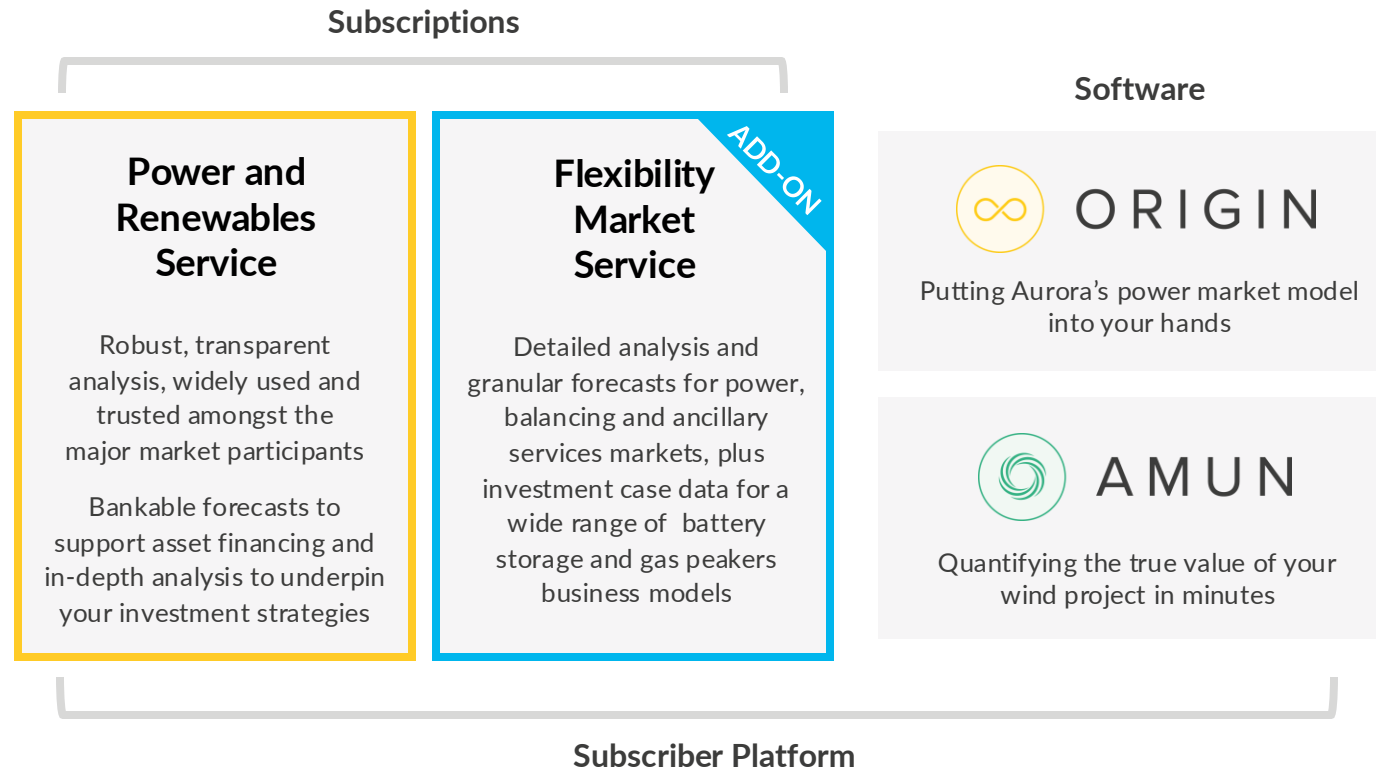 Subscriptions
Power and
Renewables
Service
Robust, transparent
analysis, widely used and
trusted amongst the
major market participants
Bankable forecasts to
support asset financing and
in-depth analysis to underpin
your investment strategies
ADD-ON
Flexibility
Market
Service
Detailed analysis and
granular forecasts for power,
balancing and ancillary
services markets, plus
investment case data for a
wide range of battery
storage and gas peakers
business models
Software
ORIGIN
Putting Aurora’s power market model
into your hands
AMUN
Quantifying the true value of your
wind project in minutes
Subscriber Platform